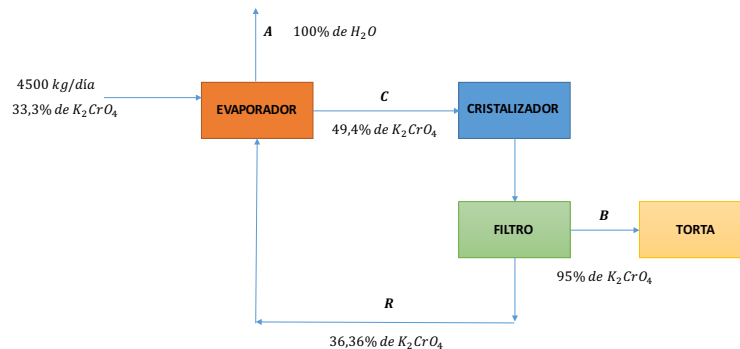 A 100% de H₂O
4500 kg/día
33,3% de K₂CrO₄
EVAPORADOR
C
49,4% de K₂CrO₄
CRISTALIZADOR
FILTRO
B
TORTA
95% de K₂CrO₄
R
36,36% de K₂CrO₄